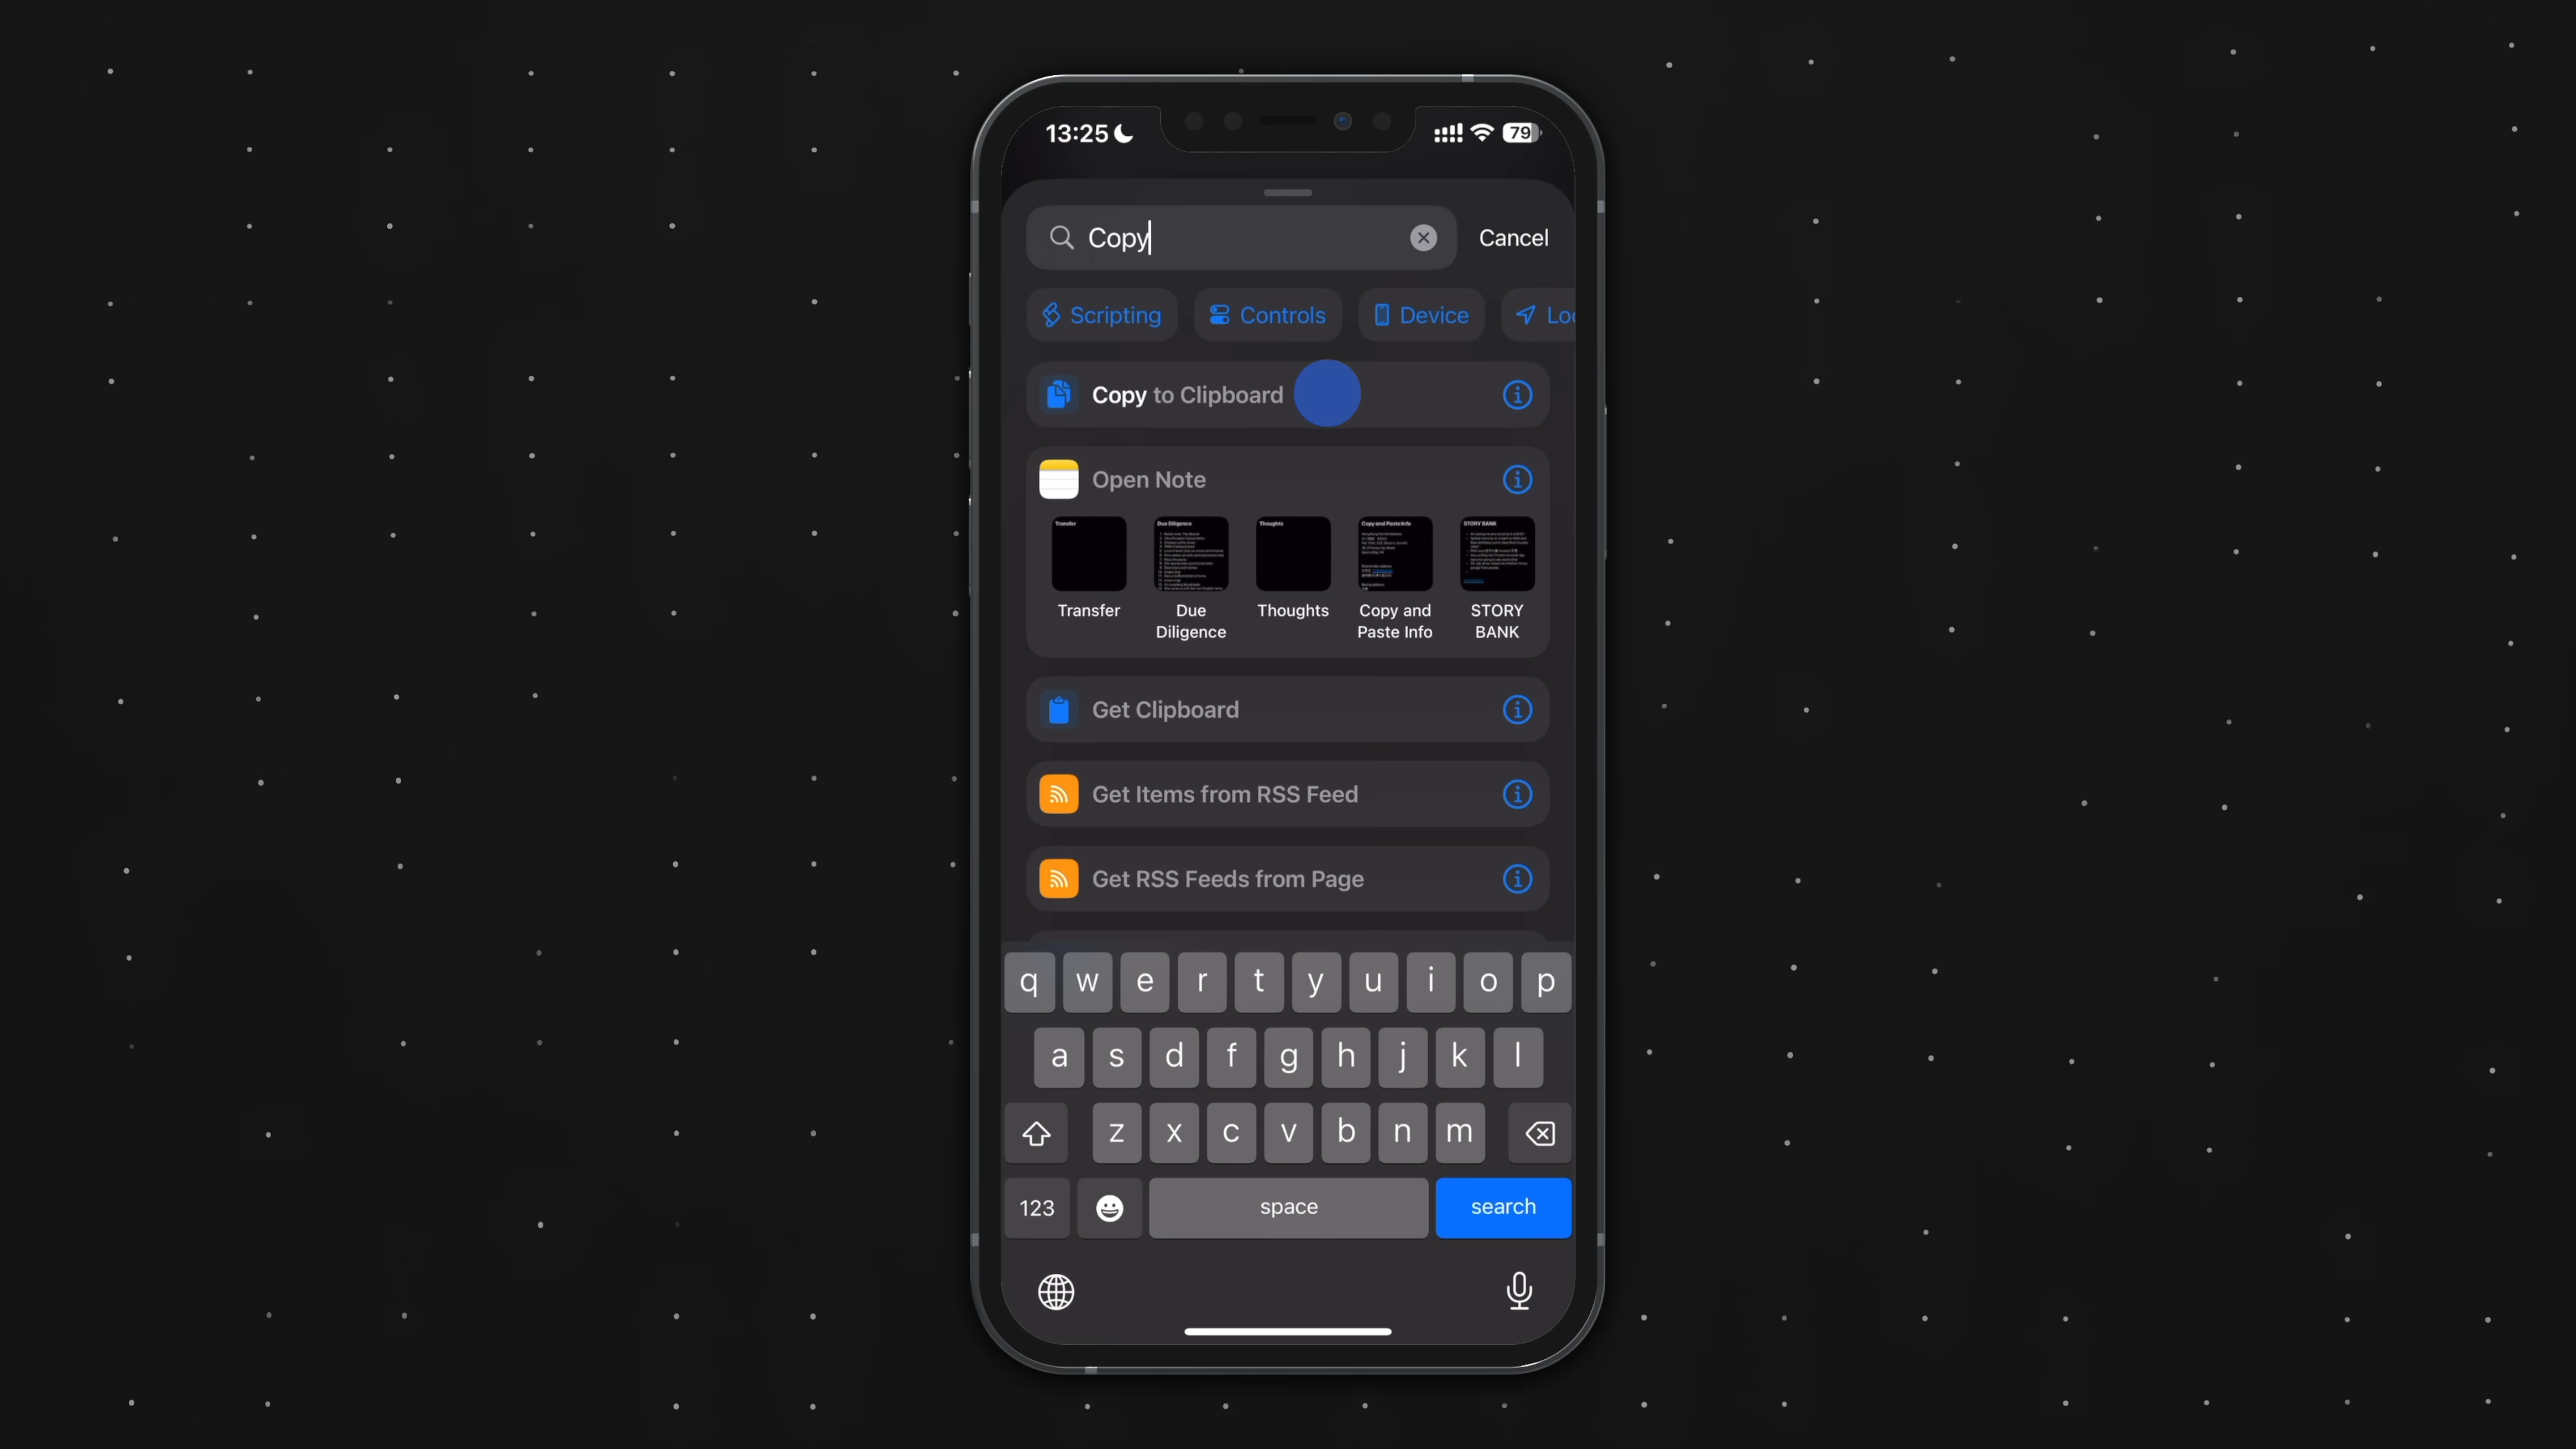 13:25
79
Copy
Cancel
Scripting
Controls
Device
Loc
Copy to Clipboard
Open Note
Transfer
Due Diligence
Thoughts
Copy and Paste Info
STORY BANK
Transfer
Due
Diligence
Thoughts
Copy and
Paste Info
STORY
BANK
Get Clipboard
Get Items from RSS Feed
Get RSS Feeds from Page
q w e r t y u i o p
a s d f g h j k l
z x c v b n m
123
space
search